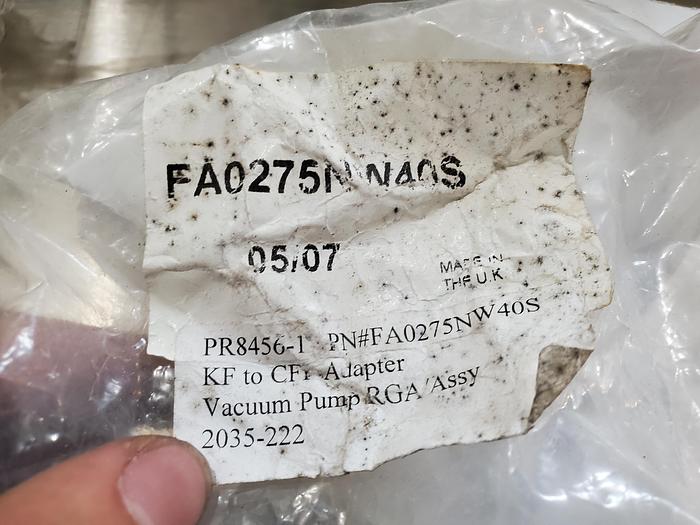 FA0275NW40S
05/07
MADE IN
THE U.K
PR8456-1 PN#FA0275NW40S
KF to CFF Adapter
Vacuum Pump RGA Assy
2035-222